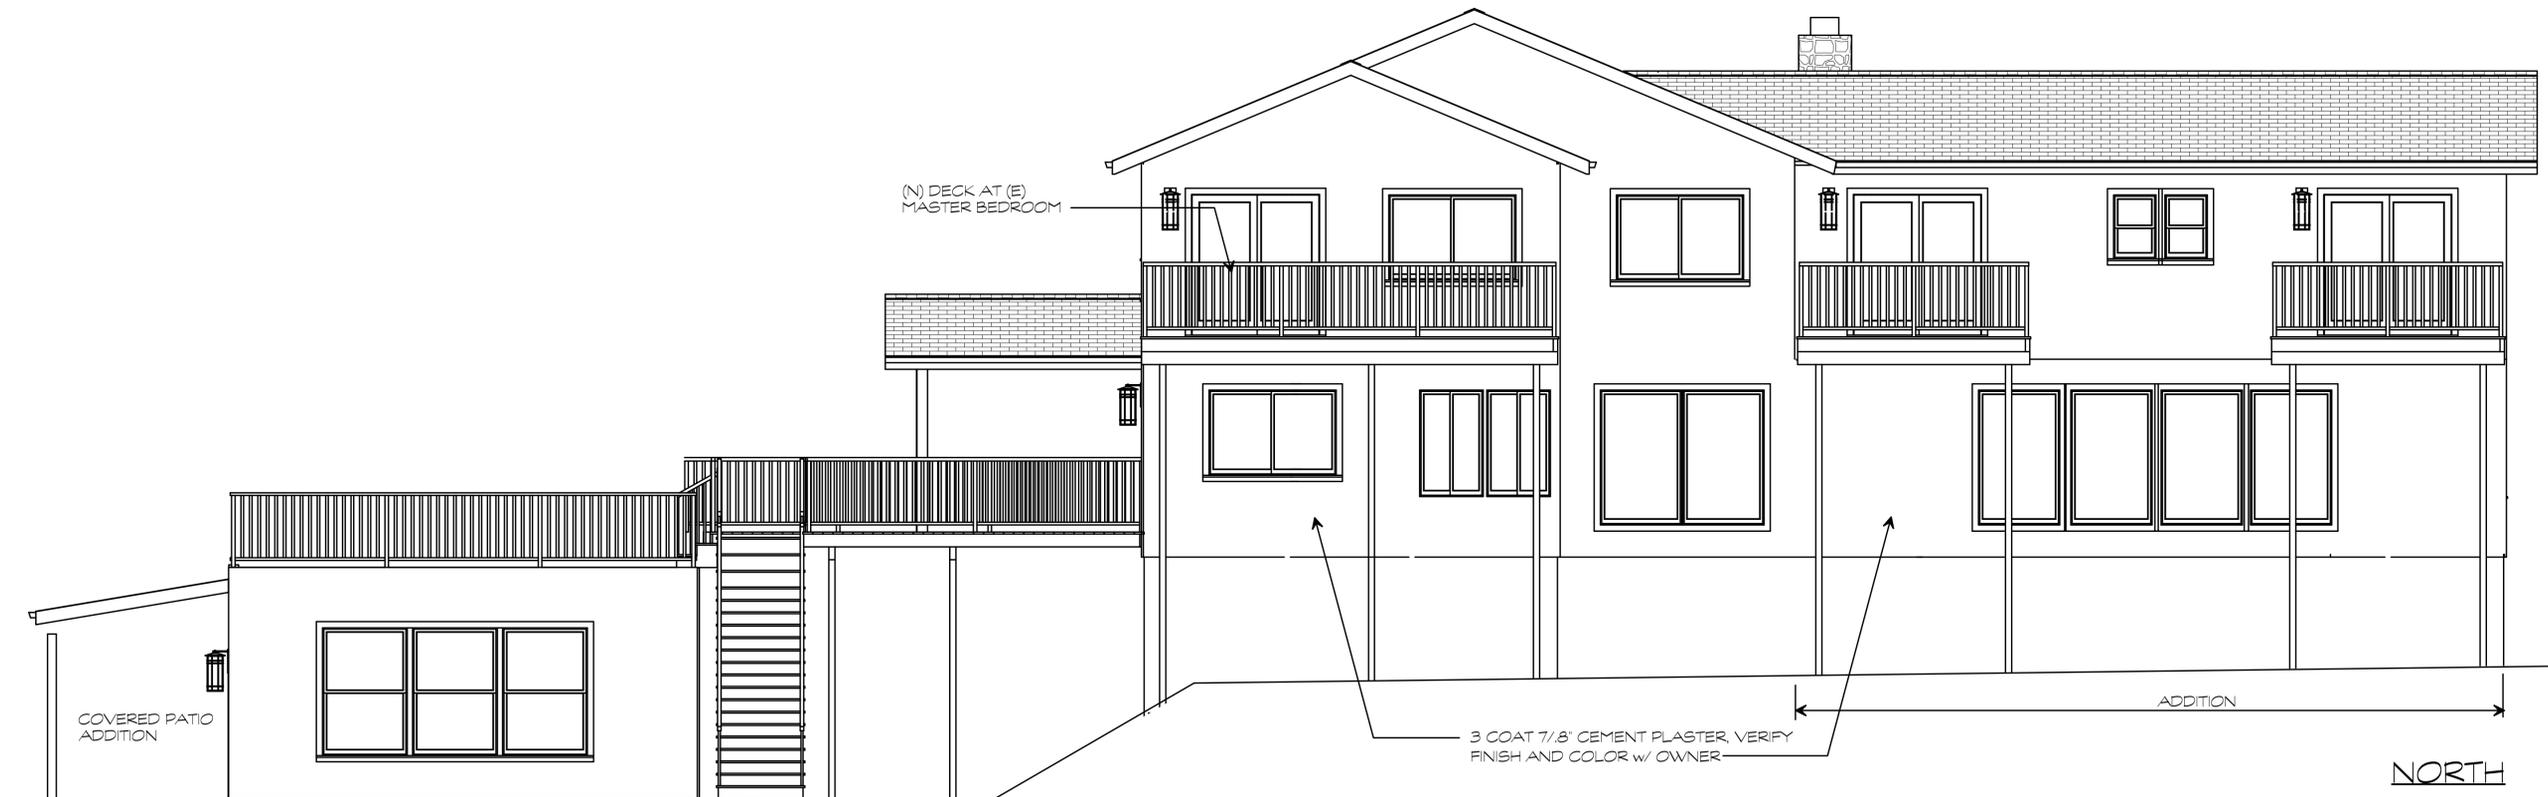 (N) DECK AT (E)
MASTER BEDROOM
COVERED PATIO
ADDITION
ADDITION
3 COAT 7/.8" CEMENT PLASTER, VERIFY
FINISH AND COLOR w/ OWNER
NORTH